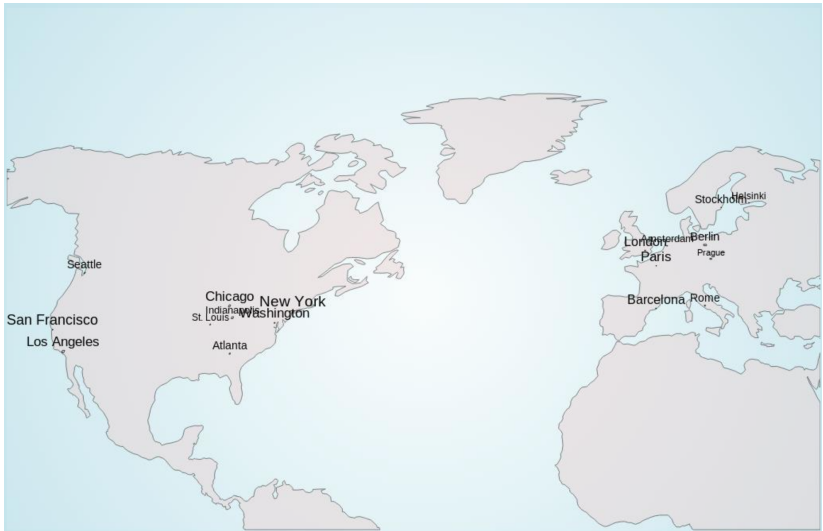 Helsinki
Stockholm
Berlin
Amsterdam
London
Prague
Paris
Seattle
Chicago
Barcelona
Rome
New York
Indianapolis
Washington
St. Louis
San Francisco
Los Angeles
Atlanta